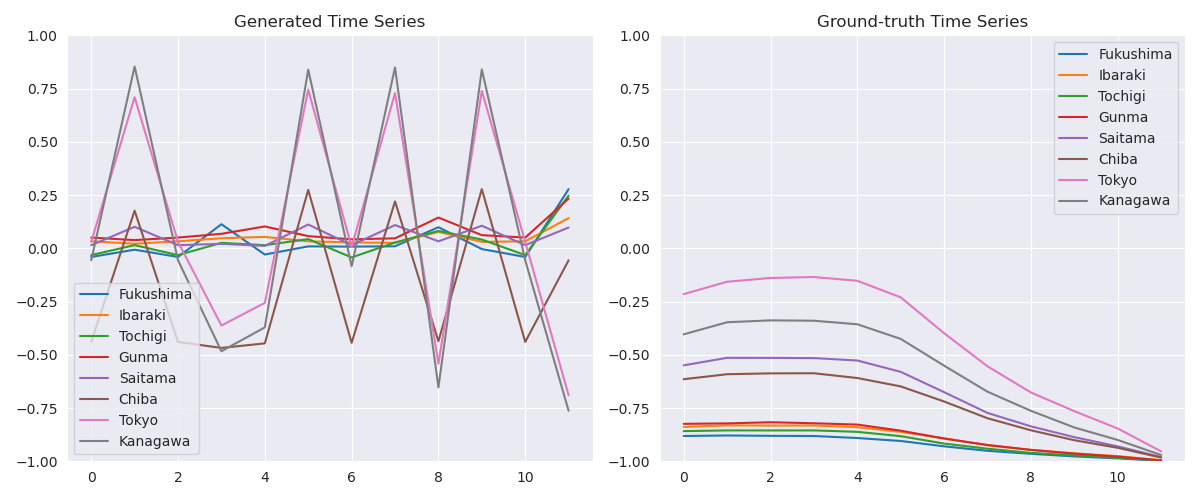 Generated Time Series
1.00
0.75
0.50
0.25
0.00
−0.25
−0.50
−0.75
−1.00
0 2 4 6 8 10
Fukushima
Ibaraki
Tochigi
Gunma
Saitama
Chiba
Tokyo
Kanagawa
Ground-truth Time Series
1.00
0.75
0.50
0.25
0.00
−0.25
−0.50
−0.75
−1.00
0 2 4 6 8 10
Fukushima
Ibaraki
Tochigi
Gunma
Saitama
Chiba
Tokyo
Kanagawa